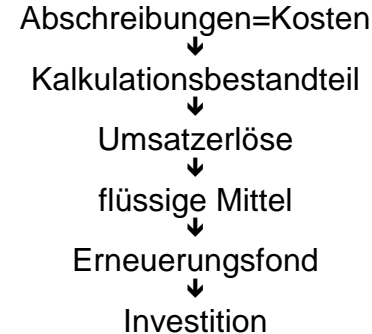 Abschreibungen=Kosten
Kalkulationsbestandteil
Umsatzerlöse
flüssige Mittel
Erneuerungsfond
Investition